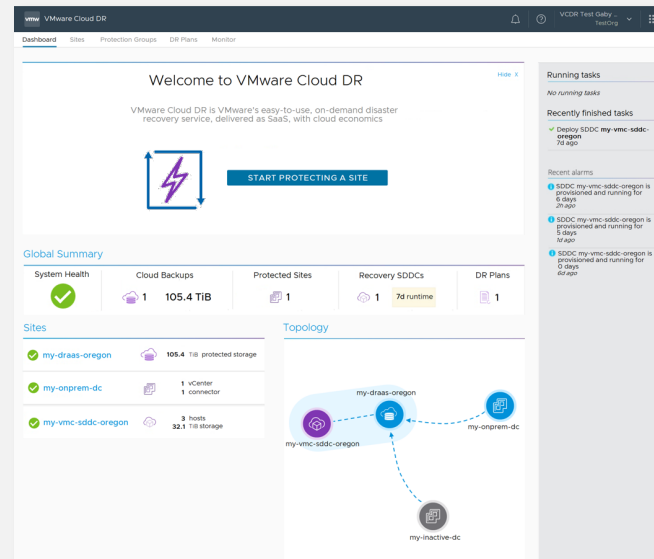 vmw VMware Cloud DR
VCDR Test Gaby ...
TestOrg
Dashboard Sites Protection Groups DR Plans Monitor
Welcome to VMware Cloud DR
Hide X
VMware Cloud DR is VMware's easy-to-use, on-demand disaster
recovery service, delivered as SaaS, with cloud economics
START PROTECTING A SITE
Global Summary
System Health
Cloud Backups
1 105.4 TiB
Protected Sites
1
Recovery SDDCs
1 7d runtime
DR Plans
1
Sites
my-draas-oregon 105.4 TiB protected storage
my-onprem-dc
1 vCenter
1 connector
my-vmc-sddc-oregon
3 hosts
32.1 TiB storage
Topology
my-draas-oregon
my-onprem-dc
my-vmc-sddc-oregon
my-inactive-dc
Running tasks
No running tasks
Recently finished tasks
Deploy SDDC my-vmc-sddc-
oregon
7d ago
Recent alarms
SDDC my-vmc-sddc-oregon is
provisioned and running for
6 days
2h ago
SDDC my-vmc-sddc-oregon is
provisioned and running for
5 days
1d ago
SDDC my-vmc-sddc-oregon is
provisioned and running for
0 days
6d ago